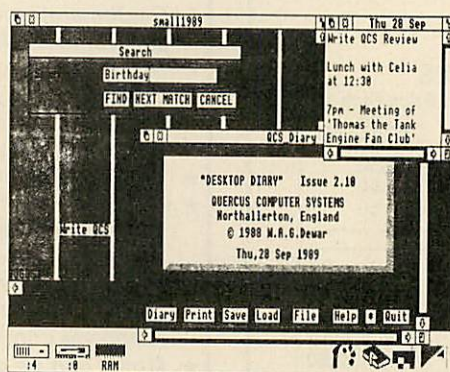 small1989
Search
Birthday
FIND NEXT MATCH CANCEL
Thu 28 Sep
Write QCS Review
Lunch with Celia
at 12:30
7pm - Meeting of
'Thomas the Tank
Engine Fan Club'
QCS Diary
"DESKTOP DIARY" Issue 2.10
QUERCUS COMPUTER SYSTEMS
Northallerton, England
© 1988 W.A.G.Dewar
Thu,28 Sep 1989
Write QCS
Diary Print Save Load File Help * Quit
:4 :0 RAM